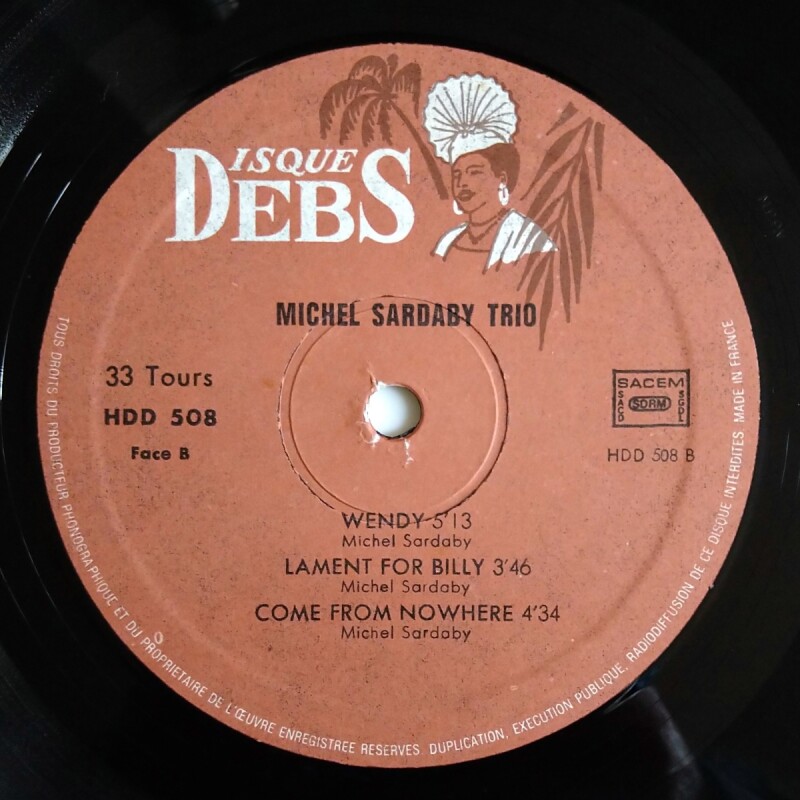 DISQUE
DEBS
MICHEL SARDABY TRIO
33 Tours
HDD 508
Face B
SACEM
SACD
SDRM
SGDL
HDD 508 B
WENDY 5'13
Michel Sardaby
LAMENT FOR BILLY 3'46
Michel Sardaby
COME FROM NOWHERE 4'34
Michel Sardaby
TOUS DROITS DU PRODUCTEUR PHONOGRAPHIQUE ET DU PROPRIETAIRE DE L'ŒUVRE ENREGISTREE RESERVES. DUPLICATION, EXECUTION PUBLIQUE, RADIODIFFUSION DE CE DISQUE INTERDITES MADE IN FRANCE